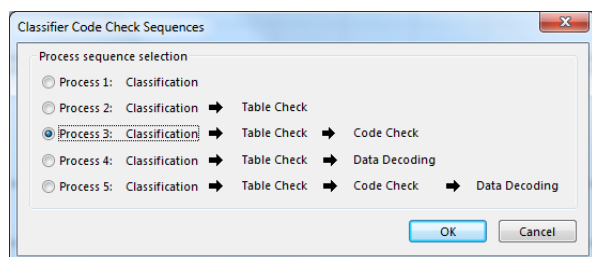 Classifier Code Check Sequences
Process sequence selection
Process 1: Classification
Process 2: Classification ➡ Table Check
Process 3: Classification ➡ Table Check ➡ Code Check
Process 4: Classification ➡ Table Check ➡ Data Decoding
Process 5: Classification ➡ Table Check ➡ Code Check ➡ Data Decoding
OK Cancel